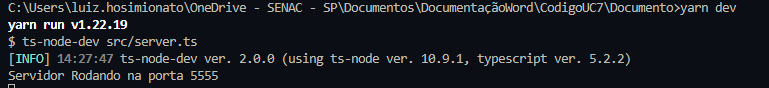 C:\Users\luiz.hosimionato\OneDrive - SENAC - SP\Documentos\DocumentaçãoWord\CodigoUC7\Documento>yarn dev
yarn run v1.22.19
$ ts-node-dev src/server.ts
[INFO] 14:27:47 ts-node-dev ver. 2.0.0 (using ts-node ver. 10.9.1, typescript ver. 5.2.2)
Servidor Rodando na porta 5555